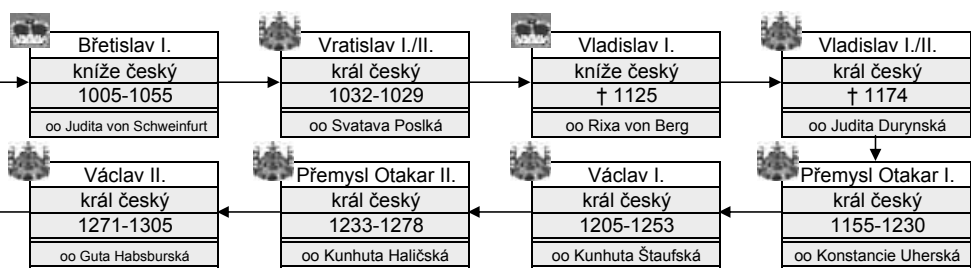 Břetislav I.
kníže český
1005-1055
oo Judita von Schweinfurt
Vratislav I./II.
král český
1032-1029
oo Svatava Poslká
Vladislav I.
kníže český
† 1125
oo Rixa von Berg
Vladislav I./II.
král český
† 1174
oo Judita Durynská
Václav II.
král český
1271-1305
oo Guta Habsburská
Přemysl Otakar II.
král český
1233-1278
oo Kunhuta Haličská
Václav I.
král český
1205-1253
oo Kunhuta Štaufská
Přemysl Otakar I.
král český
1155-1230
oo Konstancie Uherská